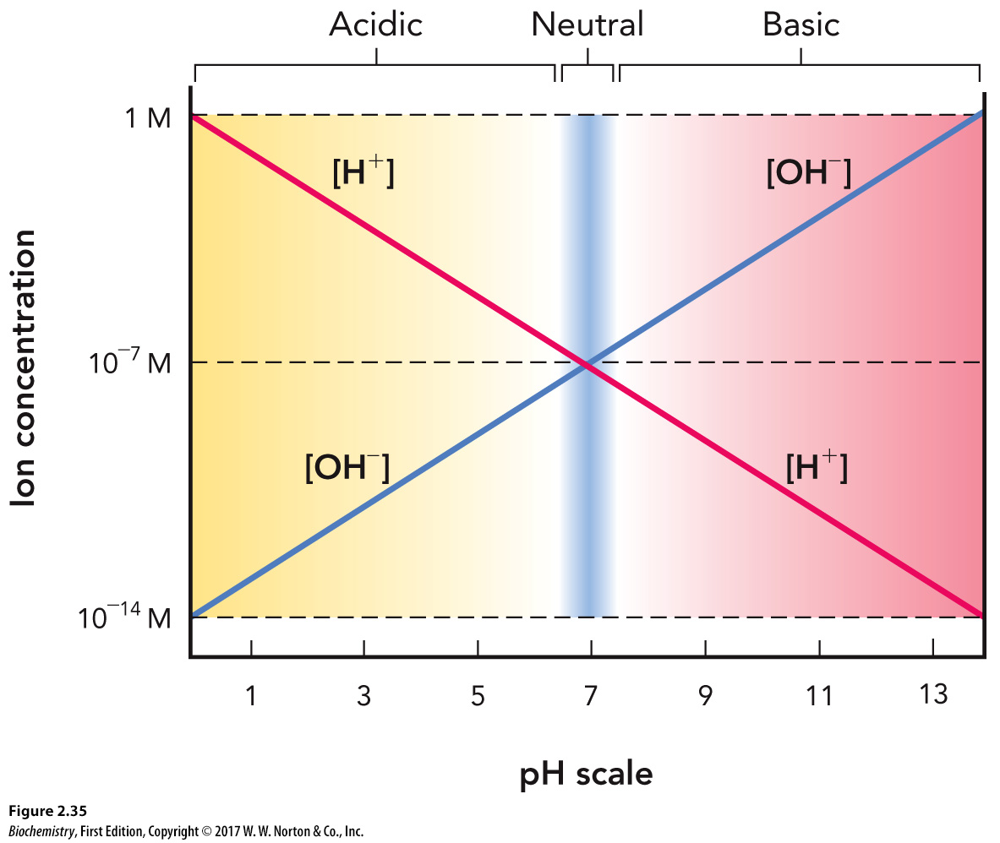 Acidic Neutral Basic
1 M
[H⁺] [OH⁻]
Ion concentration
10⁻⁷ M
[OH⁻] [H⁺]
10⁻¹⁴ M
1 3 5 7 9 11 13
pH scale
Figure 2.35
Biochemistry, First Edition, Copyright © 2017 W. W. Norton & Co., Inc.